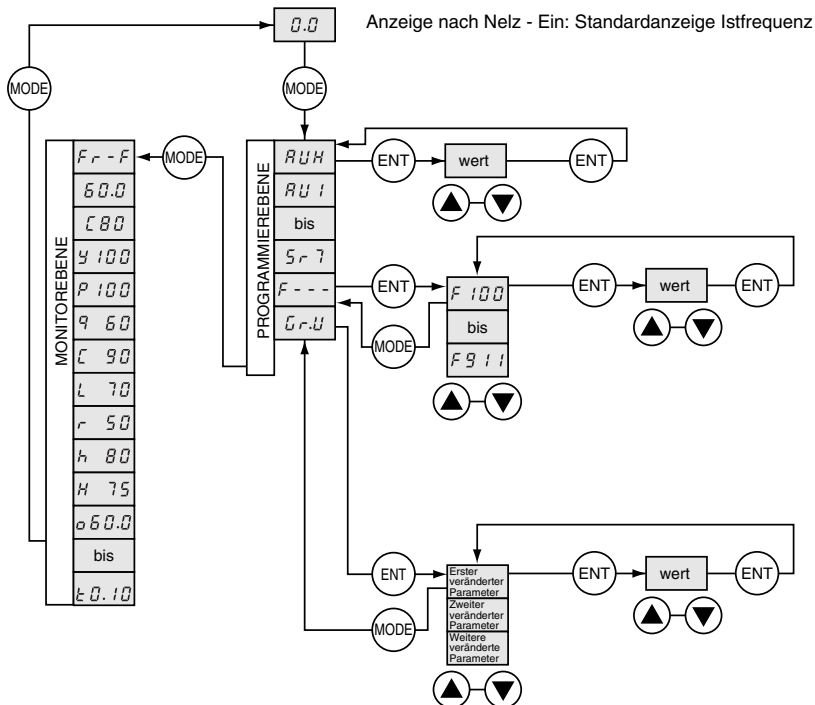 0.0
Anzeige nach Nelz - Ein: Standardanzeige Istfrequenz
MODE
MODE
MONITOREBENE
Fr-F
60.0
C80
y100
P100
q 60
C 90
L 70
r 50
h 80
H 75
o60.0
bis
t0.10
MODE
PROGRAMMIEREBENE
AUH
AU1
bis
Sr7
F---
Gr.U
ENT
wert
ENT
ENT
MODE
F100
bis
F911
ENT
wert
ENT
ENT
MODE
Erster
veränderter
Parameter
Zweiter
veränderter
Parameter
Weitere
veränderte
Parameter
ENT
wert
ENT